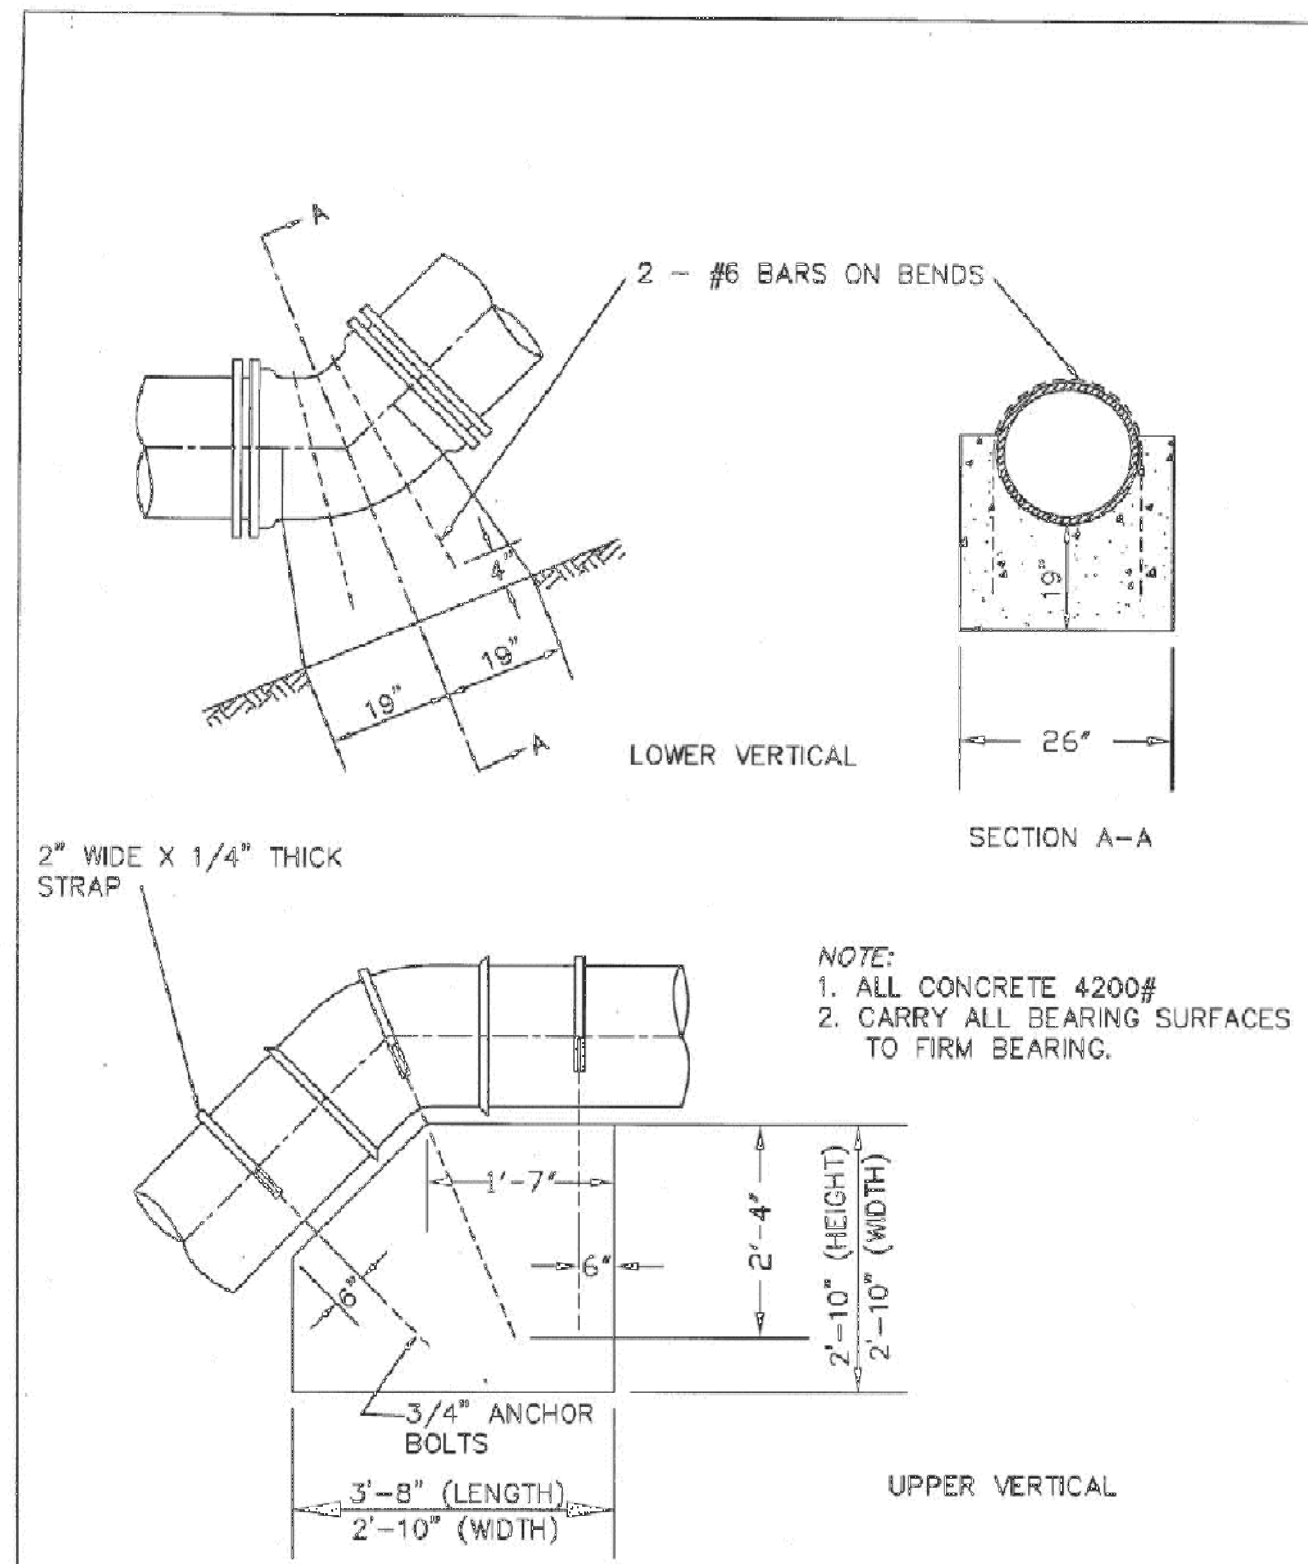 A
2 - #6 BARS ON BENDS
4"
19"
19"
19"
A
LOWER VERTICAL
26"
SECTION A-A
2" WIDE X 1/4" THICK
STRAP
NOTE:
1. ALL CONCRETE 4200#
2. CARRY ALL BEARING SURFACES
TO FIRM BEARING.
1'-7"
6"
6"
2'-4"
2'-10" (HEIGHT)
2'-10" (WIDTH)
3/4" ANCHOR
BOLTS
3'-8" (LENGTH)
2'-10" (WIDTH)
UPPER VERTICAL